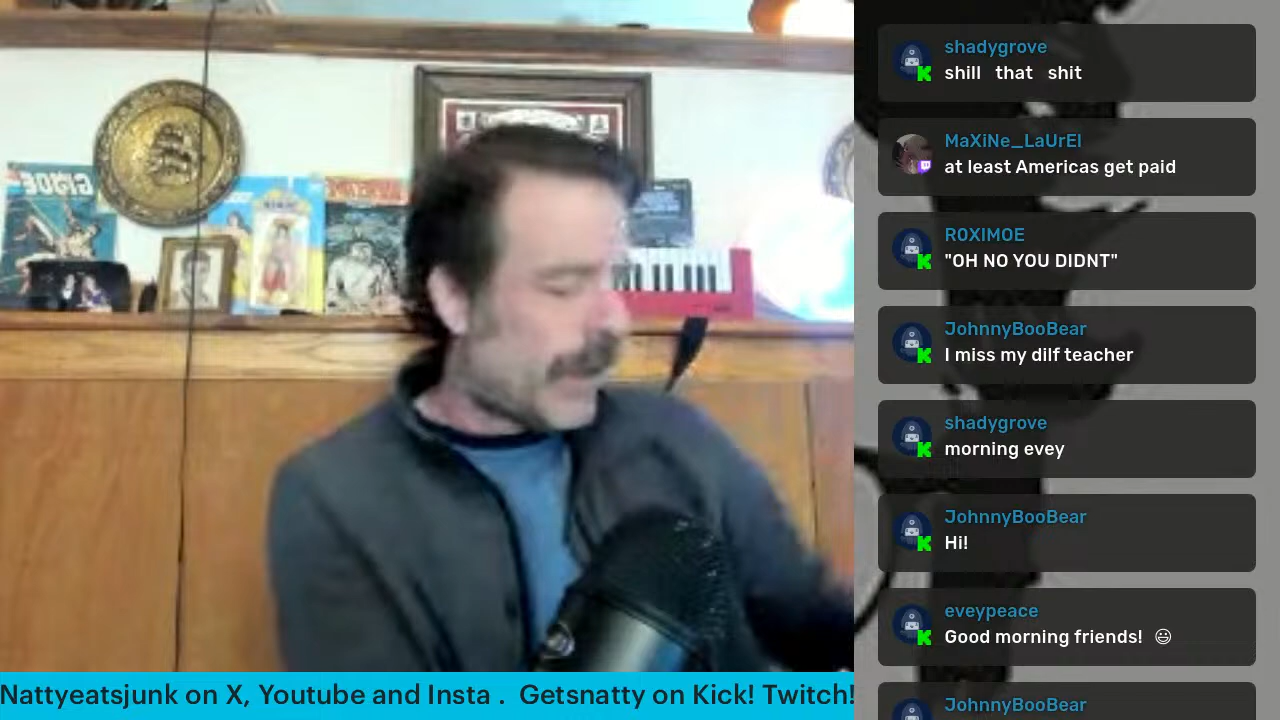 shadygrove
shill that shit
MaXiNe_LaUrEl
at least Americas get paid
ROXIMOE
"OH NO YOU DIDNT"
JohnnyBooBear
I miss my dilf teacher
shadygrove
morning evey
JohnnyBooBear
Hi!
eveypeace
Good morning friends! 😃
JohnnyBooBear
Nattyeatsjunk on X, Youtube and Insta . Getsnatty on Kick! Twitch!